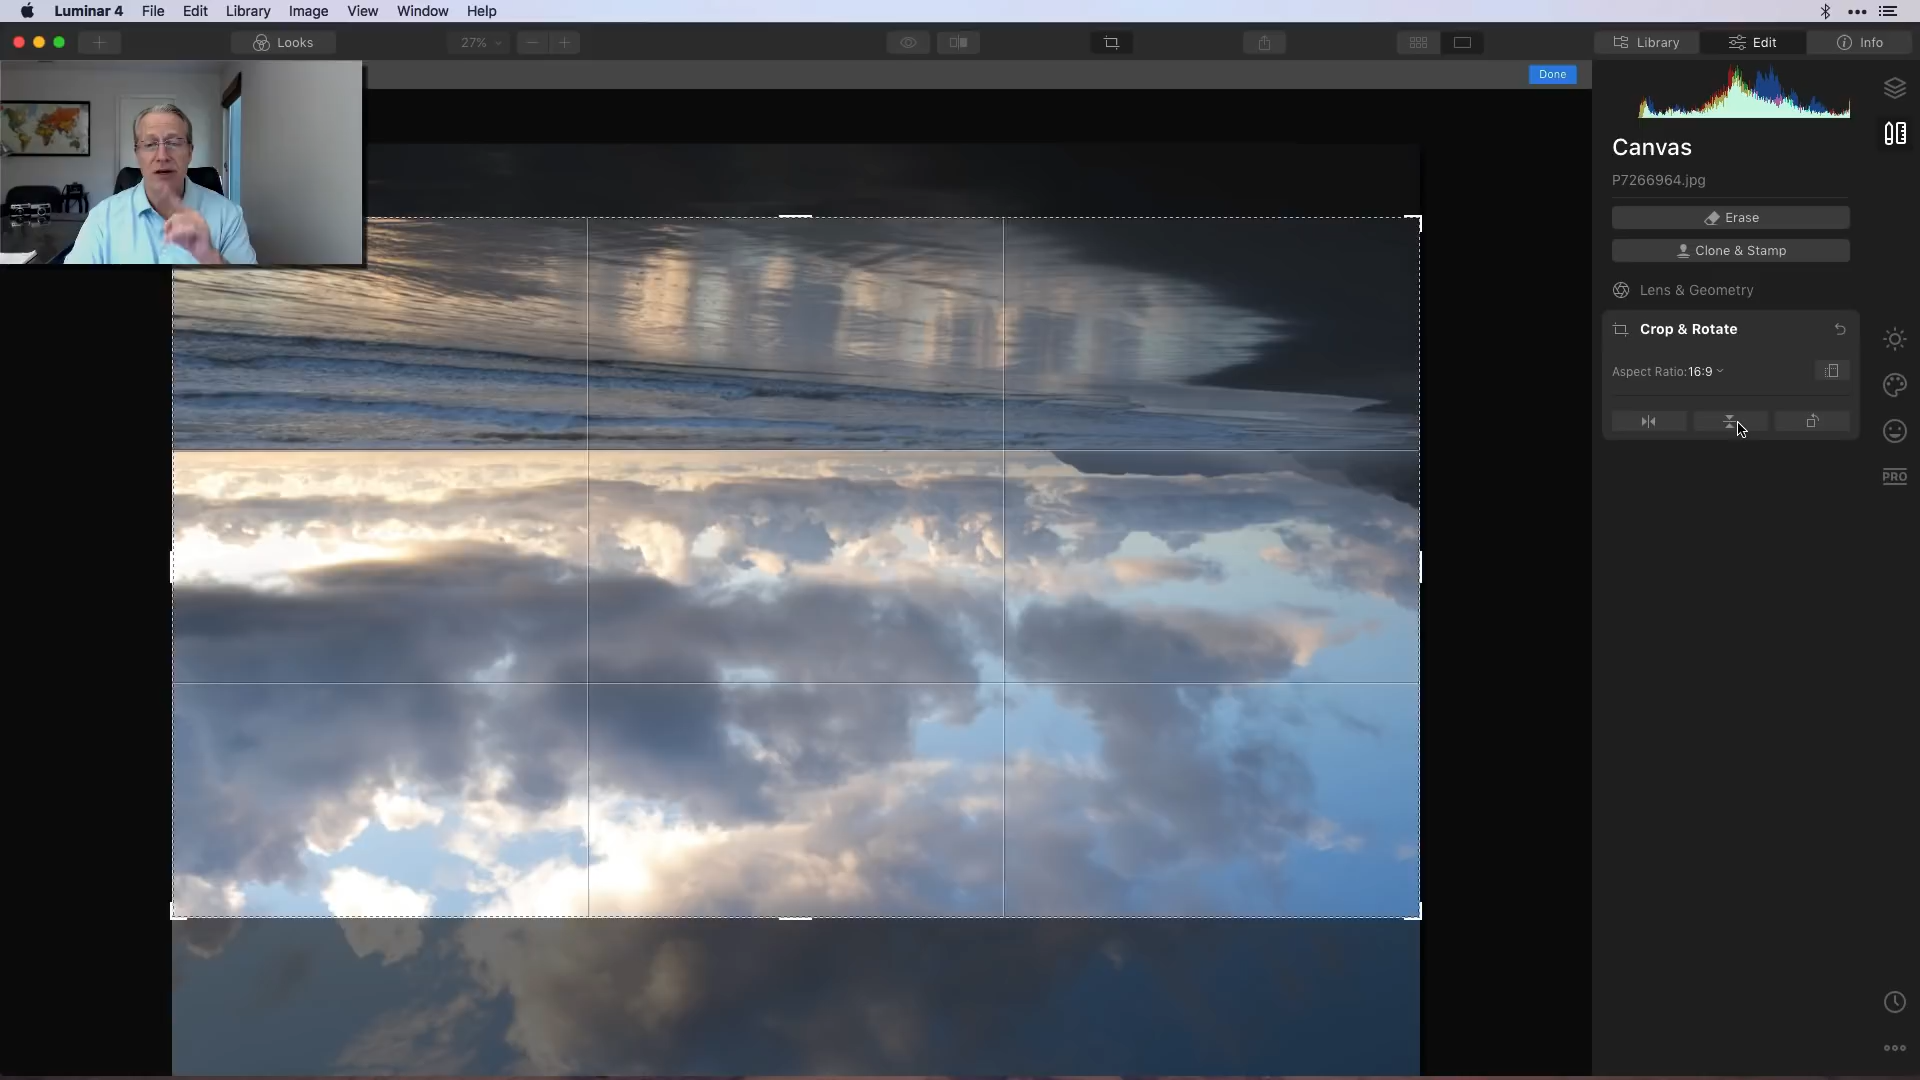 Luminar 4 File Edit Library Image View Window Help
Looks 27% Library Edit Info
Done
Canvas
P7266964.jpg
Erase
Clone & Stamp
Lens & Geometry
Crop & Rotate
Aspect Ratio: 16:9
PRO